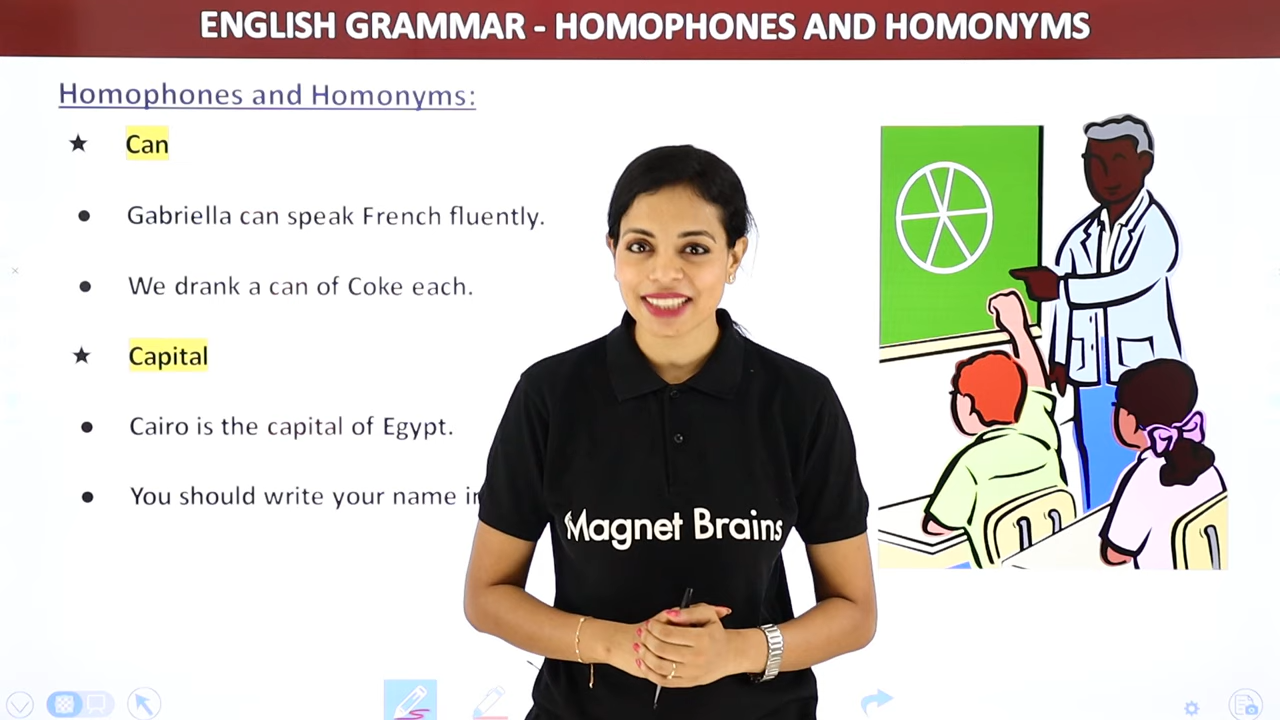 ENGLISH GRAMMAR - HOMOPHONES AND HOMONYMS
Homophones and Homonyms:
★ Can
● Gabriella can speak French fluently.
● We drank a can of Coke each.
★ Capital
● Cairo is the capital of Egypt.
● You should write your name
Magnet Brains